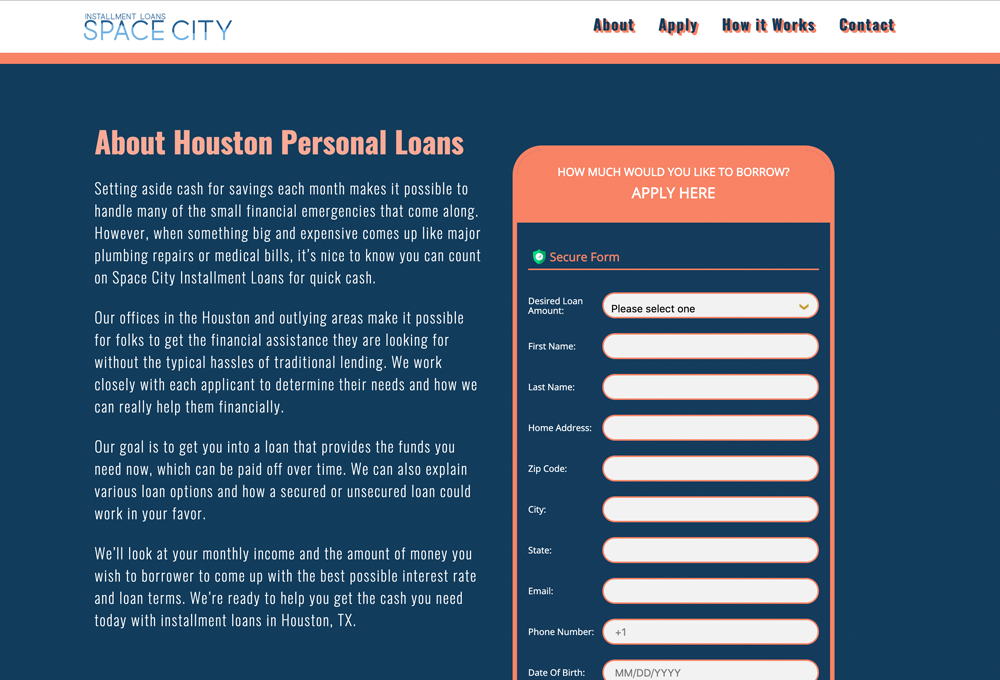 INSTALLMENT LOANS
SPACE CITY
About Apply How it Works Contact
About Houston Personal Loans
Setting aside cash for savings each month makes it possible to
handle many of the small financial emergencies that come along.
However, when something big and expensive comes up like major
plumbing repairs or medical bills, it's nice to know you can count
on Space City Installment Loans for quick cash.
Our offices in the Houston and outlying areas make it possible
for folks to get the financial assistance they are looking for
without the typical hassles of traditional lending. We work
closely with each applicant to determine their needs and how we
can really help them financially.
Our goal is to get you into a loan that provides the funds you
need now, which can be paid off over time. We can also explain
various loan options and how a secured or unsecured loan could
work in your favor.
We'll look at your monthly income and the amount of money you
wish to borrower to come up with the best possible interest rate
and loan terms. We're ready to help you get the cash you need
today with installment loans in Houston, TX.
HOW MUCH WOULD YOU LIKE TO BORROW?
APPLY HERE
Secure Form
Desired Loan
Amount:
Please select one
First Name:
Last Name:
Home Address:
Zip Code:
City:
State:
Email:
Phone Number: +1
Date Of Birth: MM/DD/YYYY